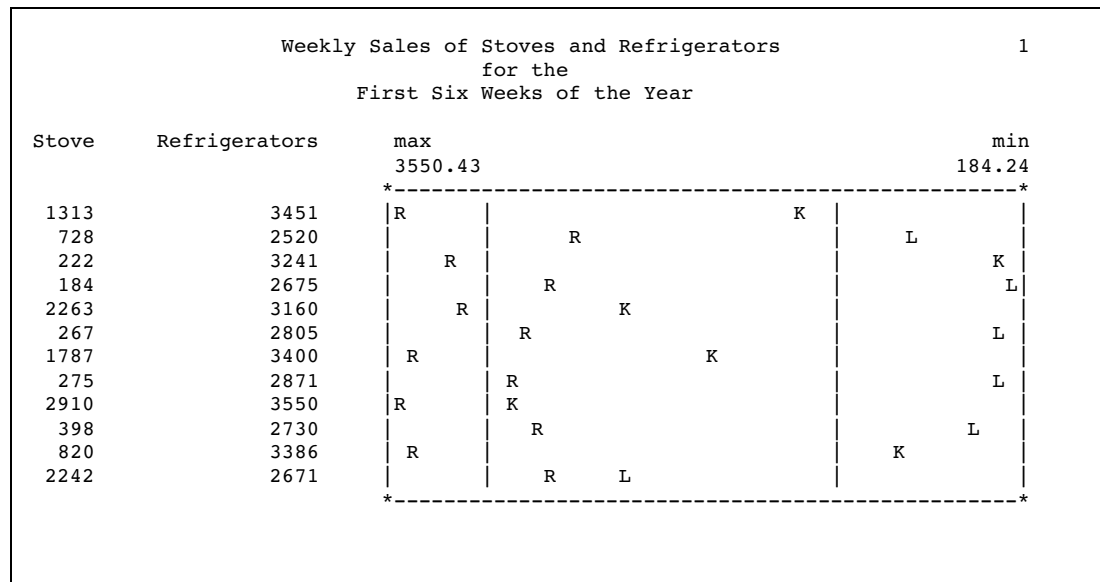 Weekly Sales of Stoves and Refrigerators 1
for the
First Six Weeks of the Year
Stove Refrigerators max min
3550.43 184.24
*--------------------------------------------------*
1313 3451 |R | K | |
728 2520 | | R | L |
222 3241 | R | | K |
184 2675 | | R | L|
2263 3160 | R | K | |
267 2805 | | R | L |
1787 3400 | R | K | |
275 2871 | | R | L |
2910 3550 |R | K | |
398 2730 | | R | L |
820 3386 | R | | K |
2242 2671 | | R L | |
*--------------------------------------------------*